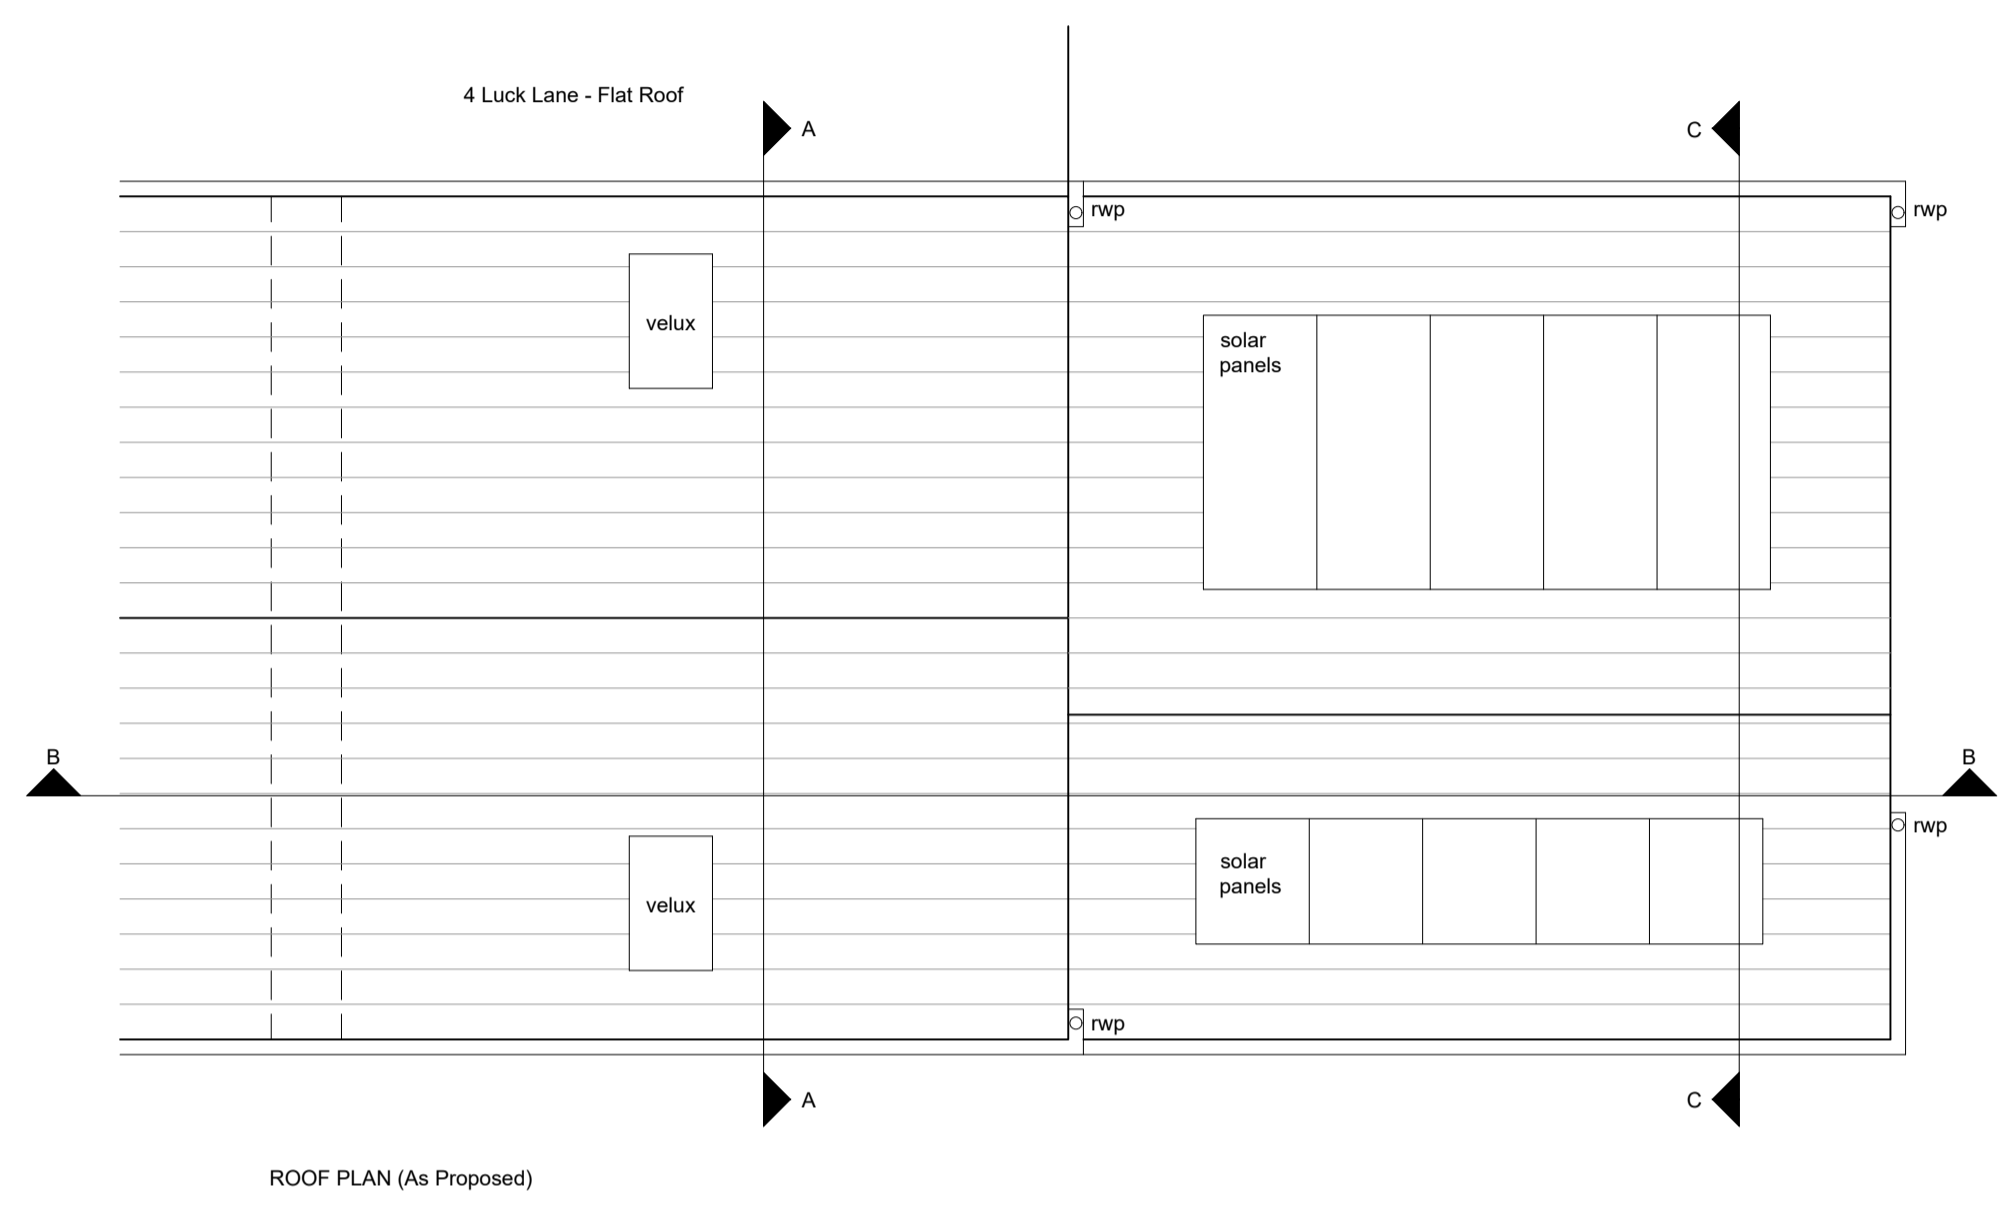 4 Luck Lane - Flat Roof
A
C
rwp
rwp
velux
solar
panels
B
B
rwp
solar
panels
velux
rwp
A
C
ROOF PLAN (As Proposed)